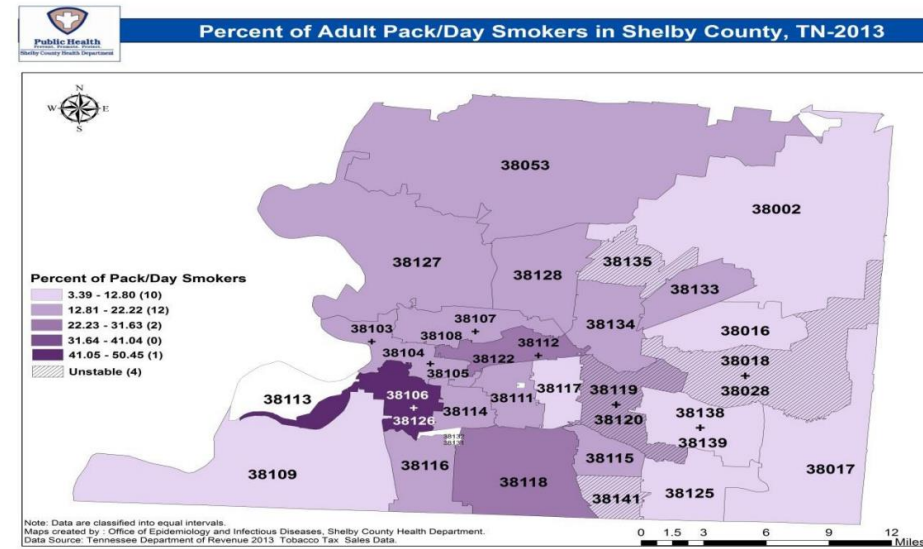 Public Health
Prevent. Promote. Protect.
Shelby County Health Department
Percent of Adult Pack/Day Smokers in Shelby County, TN-2013
N
W E
S
38053
38002
38135
38127
38128
38133
Percent of Pack/Day Smokers
3.39 - 12.80 (10)
12.81 - 22.22 (12)
22.23 - 31.63 (2)
31.64 - 41.04 (0)
41.05 - 50.45 (1)
Unstable (4)
38107
38103
38108
38134
38016
38112
38104
38122
38018
38105
38028
38117
38119
38106
38111
38113
38114
38120
38138
38126
38139
38116
38115
38109
38017
38118
38141
38125
Note: Data are classified into equal intervals.
Maps created by : Office of Epidemiology and Infectious Diseases, Shelby County Health Department.
Data Source: Tennessee Department of Revenue 2013 Tobacco Tax Sales Data.
0 1.5 3 6 9 12
Miles